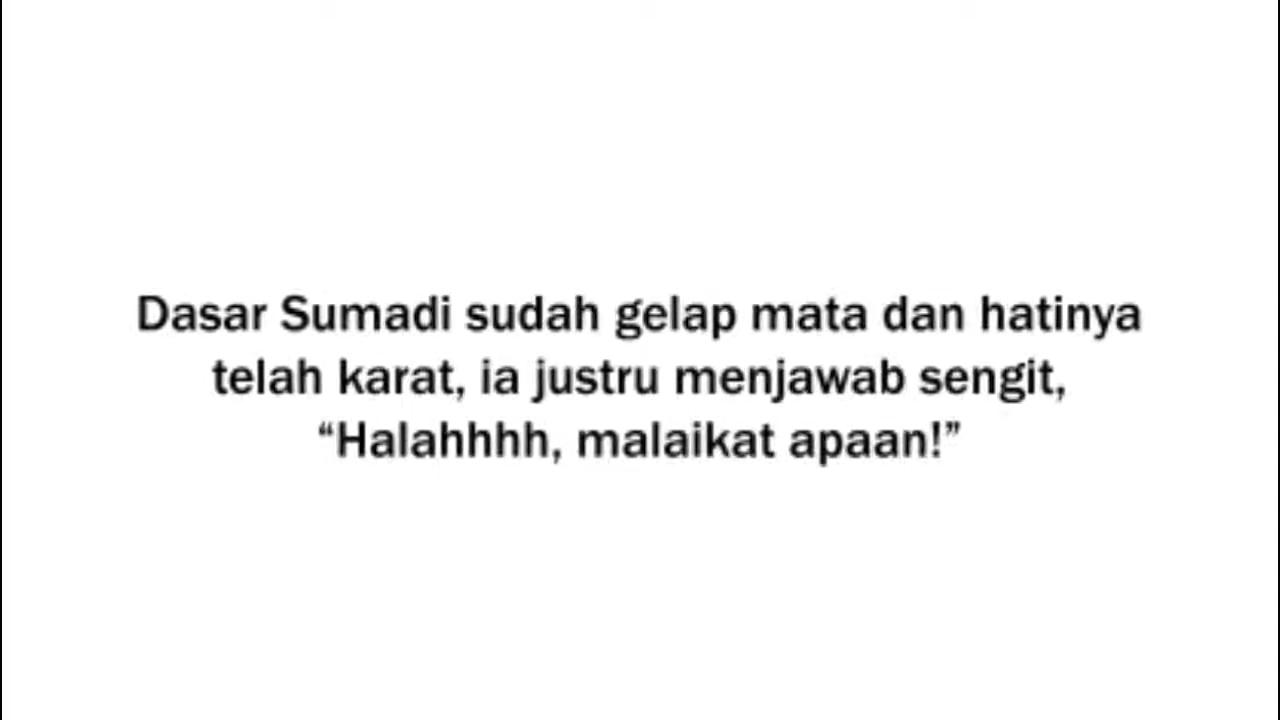 Dasar Sumadi sudah gelap mata dan hatinya
telah karat, ia justru menjawab sengit,
“Halahhhh, malaikat apaan!”